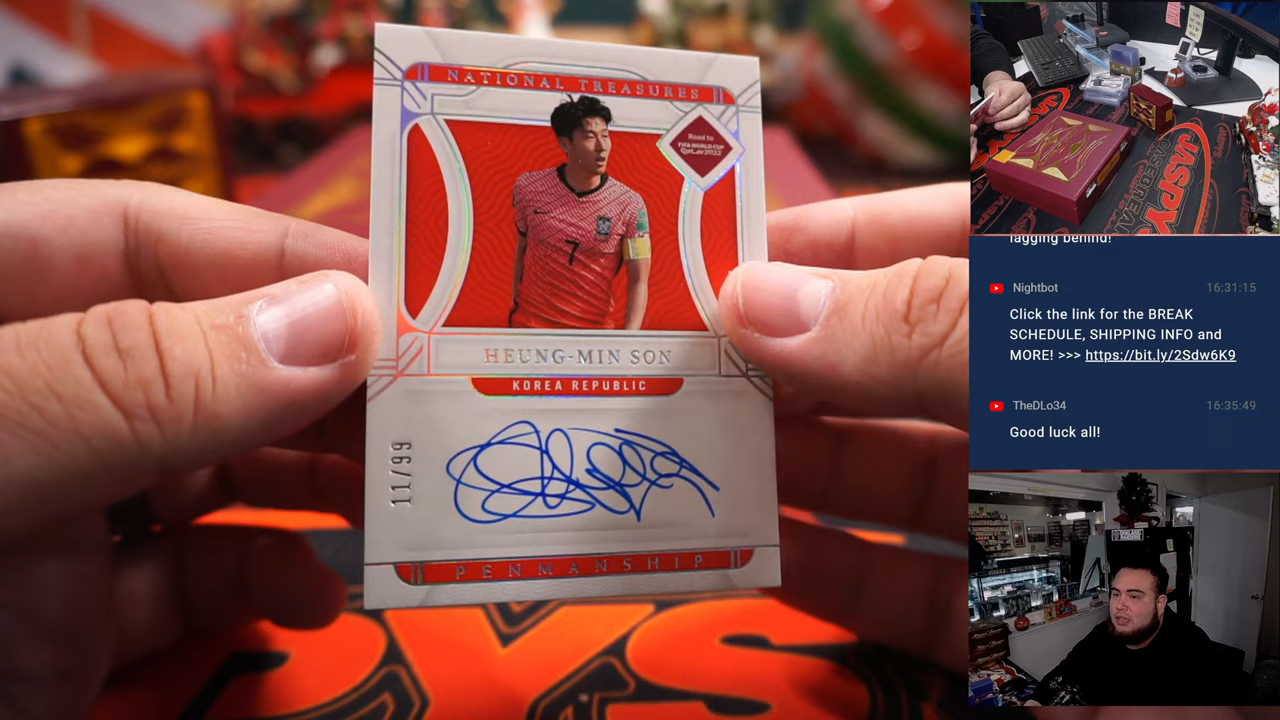 NATIONAL TREASURES
Road to
FIFA WORLD CUP
Qatar2022
7
HEUNG-MIN SON
KOREA REPUBLIC
11/99
PENMANSHIP
JASPYS
lagging behind!
Nightbot
16:31:15
Click the link for the BREAK
SCHEDULE, SHIPPING INFO and
MORE! >>> https://bit.ly/2Sdw6K9
TheDLo34
16:35:49
Good luck all!